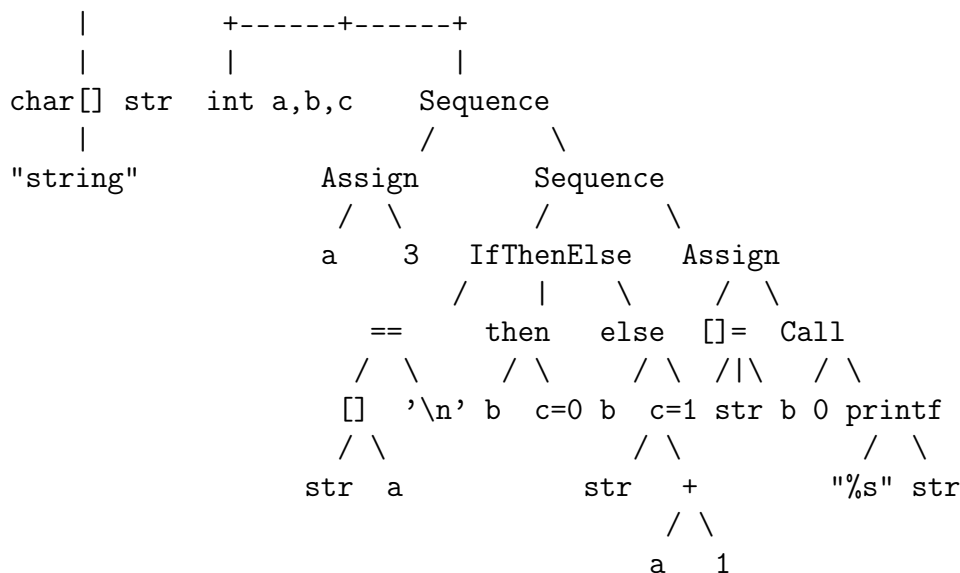 |         +------+------+
|         |             |
char[] str  int a,b,c    Sequence
|                     /       \
"string"           Assign       Sequence
/  \        /       \
a   3   IfThenElse   Assign
/    |    \     /  \
==     then   else  []=  Call
/  \     / \     / \  /|\   / \
[]  '\n' b  c=0 b  c=1 str b 0 printf
/ \                / \         /  \
str  a           str   +       "%s" str
/ \
a   1